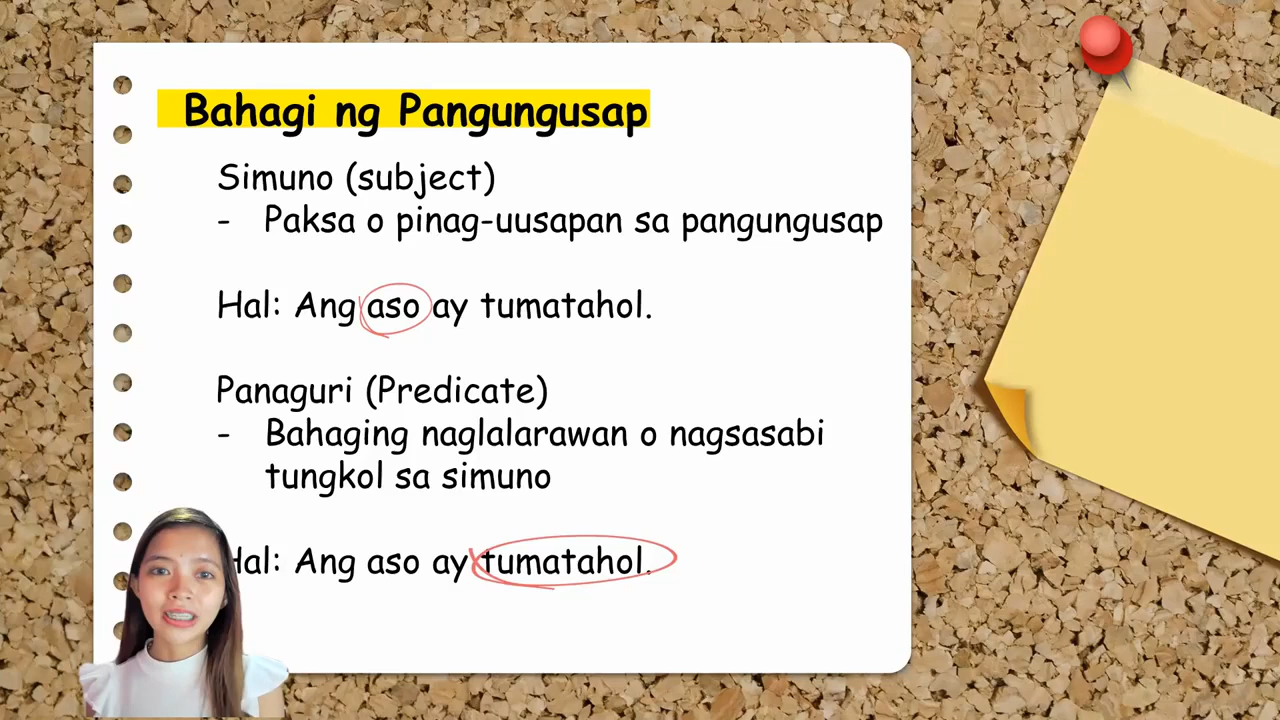 Bahagi ng Pangungusap
Simuno (subject)
- Paksa o pinag-uusapan sa pangungusap
Hal: Ang aso ay tumatahol.
Panaguri (Predicate)
- Bahaging naglalarawan o nagsasabi
tungkol sa simuno
Hal: Ang aso ay tumatahol.